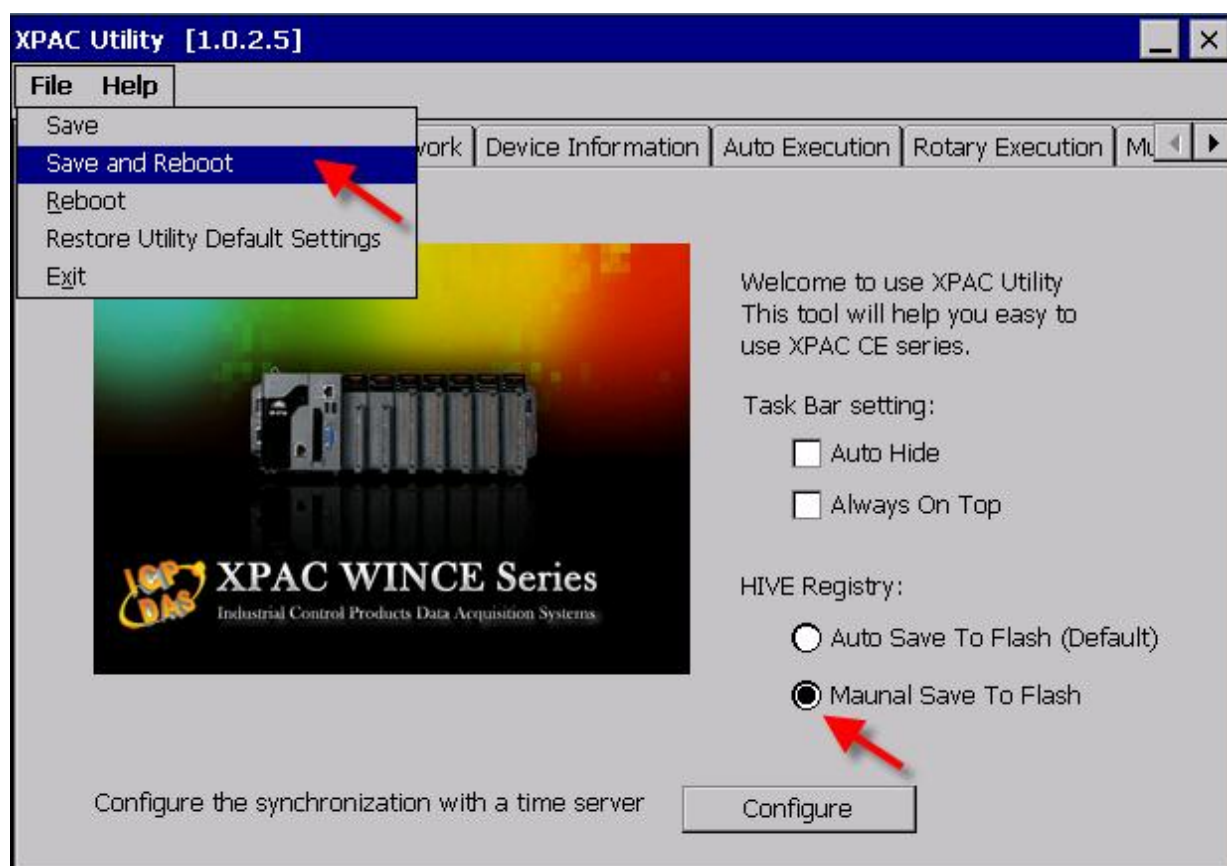 XPAC Utility [1.0.2.5]
File Help
Save
Save and Reboot
Reboot
Restore Utility Default Settings
Exit
Device Information
Auto Execution
Rotary Execution
Welcome to use XPAC Utility
This tool will help you easy to
use XPAC CE series.
Task Bar setting:
Auto Hide
Always On Top
ICP
DAS
XPAC WINCE Series
Industrial Control Products Data Acquisition Systems
HIVE Registry:
Auto Save To Flash (Default)
Maunal Save To Flash
Configure the synchronization with a time server
Configure